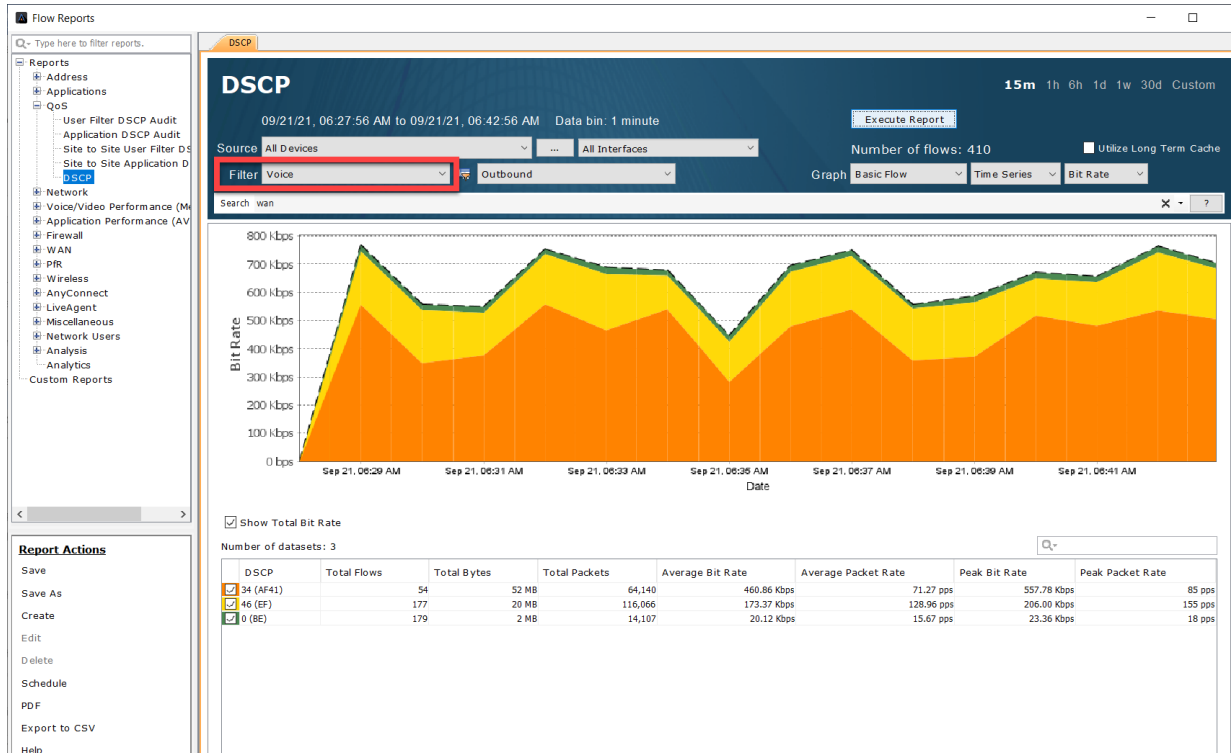 Flow Reports
Type here to filter reports.
Reports
Address
Applications
QoS
User Filter DSCP Audit
Application DSCP Audit
Site to Site User Filter DS
Site to Site Application D
DSCP
Network
Voice/Video Performance (Me
Application Performance (AV
Firewall
WAN
PfR
Wireless
AnyConnect
LiveAgent
Miscellaneous
Network Users
Analysis
Analytics
Custom Reports
Report Actions
Save
Save As
Create
Edit
Delete
Schedule
PDF
Export to CSV
Help
DSCP
DSCP
15m 1h 6h 1d 1w 30d Custom
09/21/21, 06:27:56 AM to 09/21/21, 06:42:56 AM Data bin: 1 minute
Execute Report
Source All Devices ... All Interfaces Number of flows: 410 Utilize Long Term Cache
Filter Voice Outbound Graph Basic Flow Time Series Bit Rate
Search wan X ?
800 kbps
700 kbps
600 kbps
500 kbps
400 kbps
300 kbps
200 kbps
100 kbps
0 bps
Bit Rate
Sep 21, 06:29 AM Sep 21, 06:31 AM Sep 21, 06:33 AM Sep 21, 06:35 AM Sep 21, 06:37 AM Sep 21, 06:39 AM Sep 21, 06:41 AM
Date
Show Total Bit Rate
Number of datasets: 3
DSCP Total Flows Total Bytes Total Packets Average Bit Rate Average Packet Rate Peak Bit Rate Peak Packet Rate
34 (AF41) 54 52 MB 64,140 460.86 Kbps 71.27 pps 557.78 Kbps 85 pps
46 (EF) 177 20 MB 116,066 173.37 Kbps 128.96 pps 206.00 Kbps 155 pps
0 (BE) 179 2 MB 14,107 20.12 Kbps 15.67 pps 23.36 Kbps 18 pps